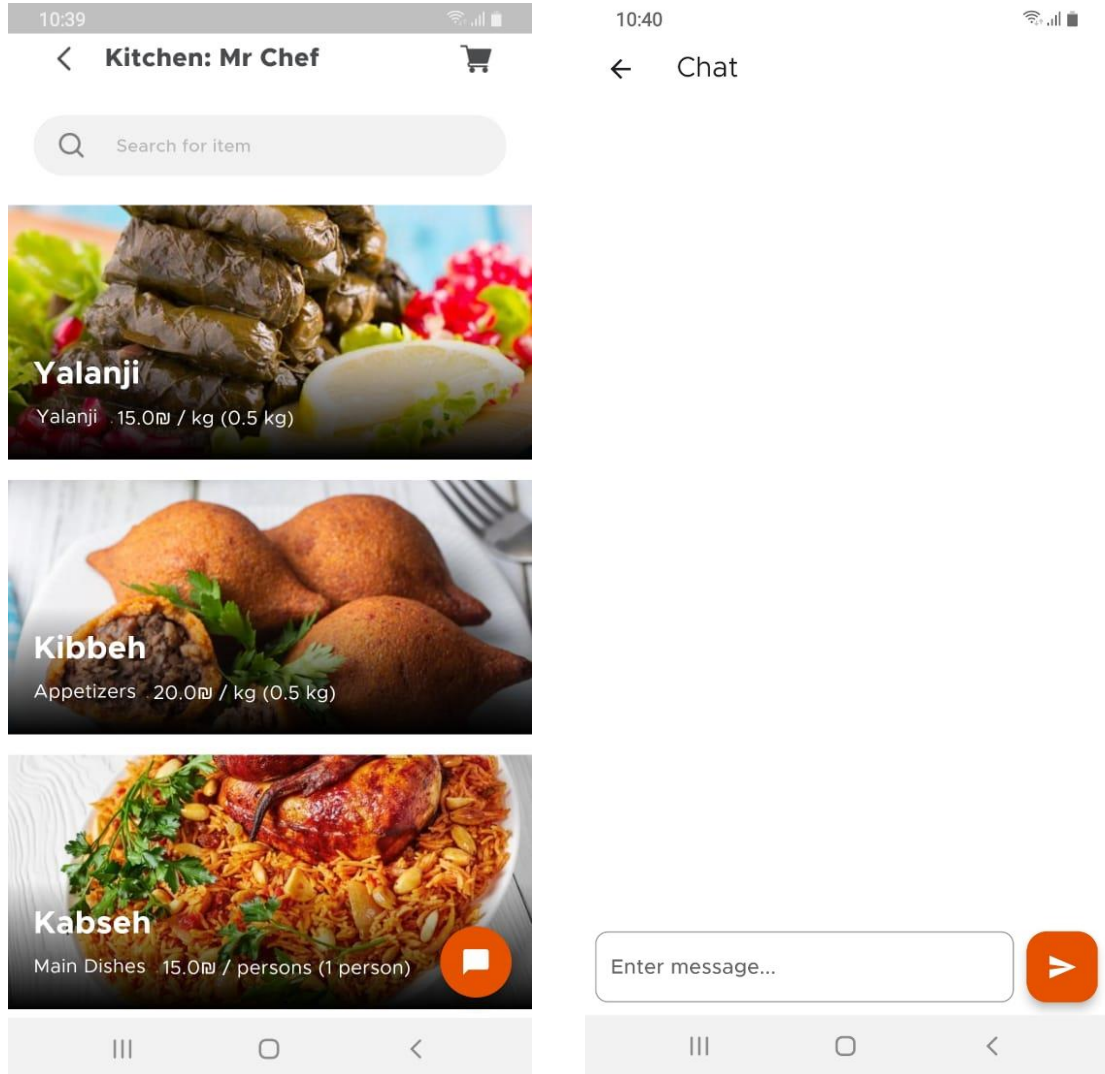 10:39
Kitchen: Mr Chef
Search for item
Yalanji
Yalanji . 15.0₪ / kg (0.5 kg)
Kibbeh
Appetizers . 20.0₪ / kg (0.5 kg)
Kabseh
Main Dishes . 15.0₪ / persons (1 person)
10:40
Chat
Enter message...